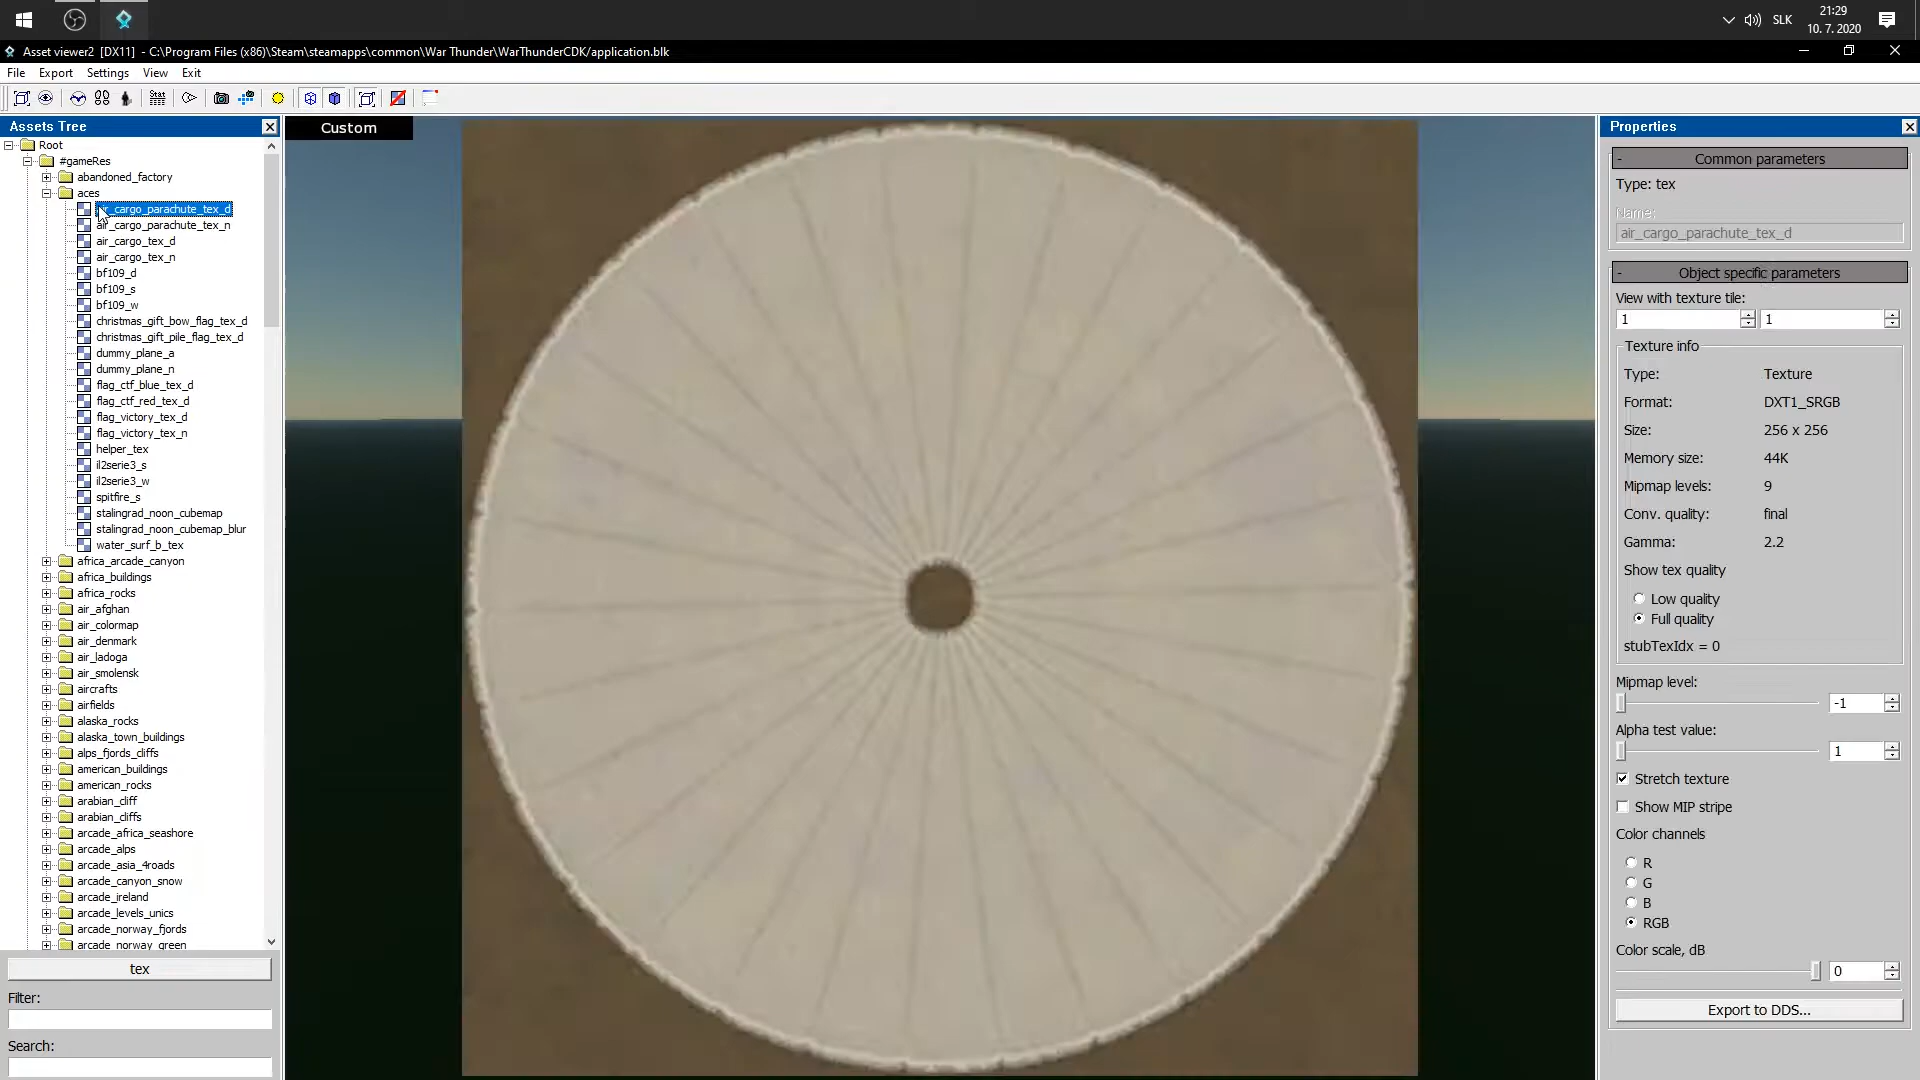 SLK
21:29
10. 7. 2020
Asset viewer2 [DX11] - C:\Program Files (x86)\Steam\steamapps\common\War Thunder\WarThunderCDK/application.blk
File Export Settings View Exit
Stat
Assets Tree
Root
#gameRes
abandoned_factory
aces
air_cargo_parachute_tex_d
air_cargo_parachute_tex_n
air_cargo_tex_d
air_cargo_tex_n
bf109_d
bf109_s
bf109_w
christmas_gift_bow_flag_tex_d
christmas_gift_pile_flag_tex_d
dummy_plane_a
dummy_plane_n
flag_ctf_blue_tex_d
flag_ctf_red_tex_d
flag_victory_tex_d
flag_victory_tex_n
helper_tex
il2serie3_s
il2serie3_w
spitfire_s
stalingrad_noon_cubemap
stalingrad_noon_cubemap_blur
water_surf_b_tex
africa_arcade_canyon
africa_buildings
africa_rocks
air_afghan
air_colormap
air_denmark
air_ladoga
air_smolensk
aircrafts
airfields
alaska_rocks
alaska_town_buildings
alps_fjords_cliffs
american_buildings
american_rocks
arabian_cliff
arabian_cliffs
arcade_africa_seashore
arcade_alps
arcade_asia_4roads
arcade_canyon_snow
arcade_ireland
arcade_levels_unics
arcade_norway_fjords
arcade_norway_green
tex
Filter:
Search:
Custom
Properties
- Common parameters
Type: tex
Name:
air_cargo_parachute_tex_d
- Object specific parameters
View with texture tile:
1 1
Texture info
Type: Texture
Format: DXT1_SRGB
Size: 256 x 256
Memory size: 44K
Mipmap levels: 9
Conv. quality: final
Gamma: 2.2
Show tex quality
Low quality
Full quality
stubTexIdx = 0
Mipmap level:
-1
Alpha test value:
1
Stretch texture
Show MIP stripe
Color channels
R
G
B
RGB
Color scale, dB
0
Export to DDS...